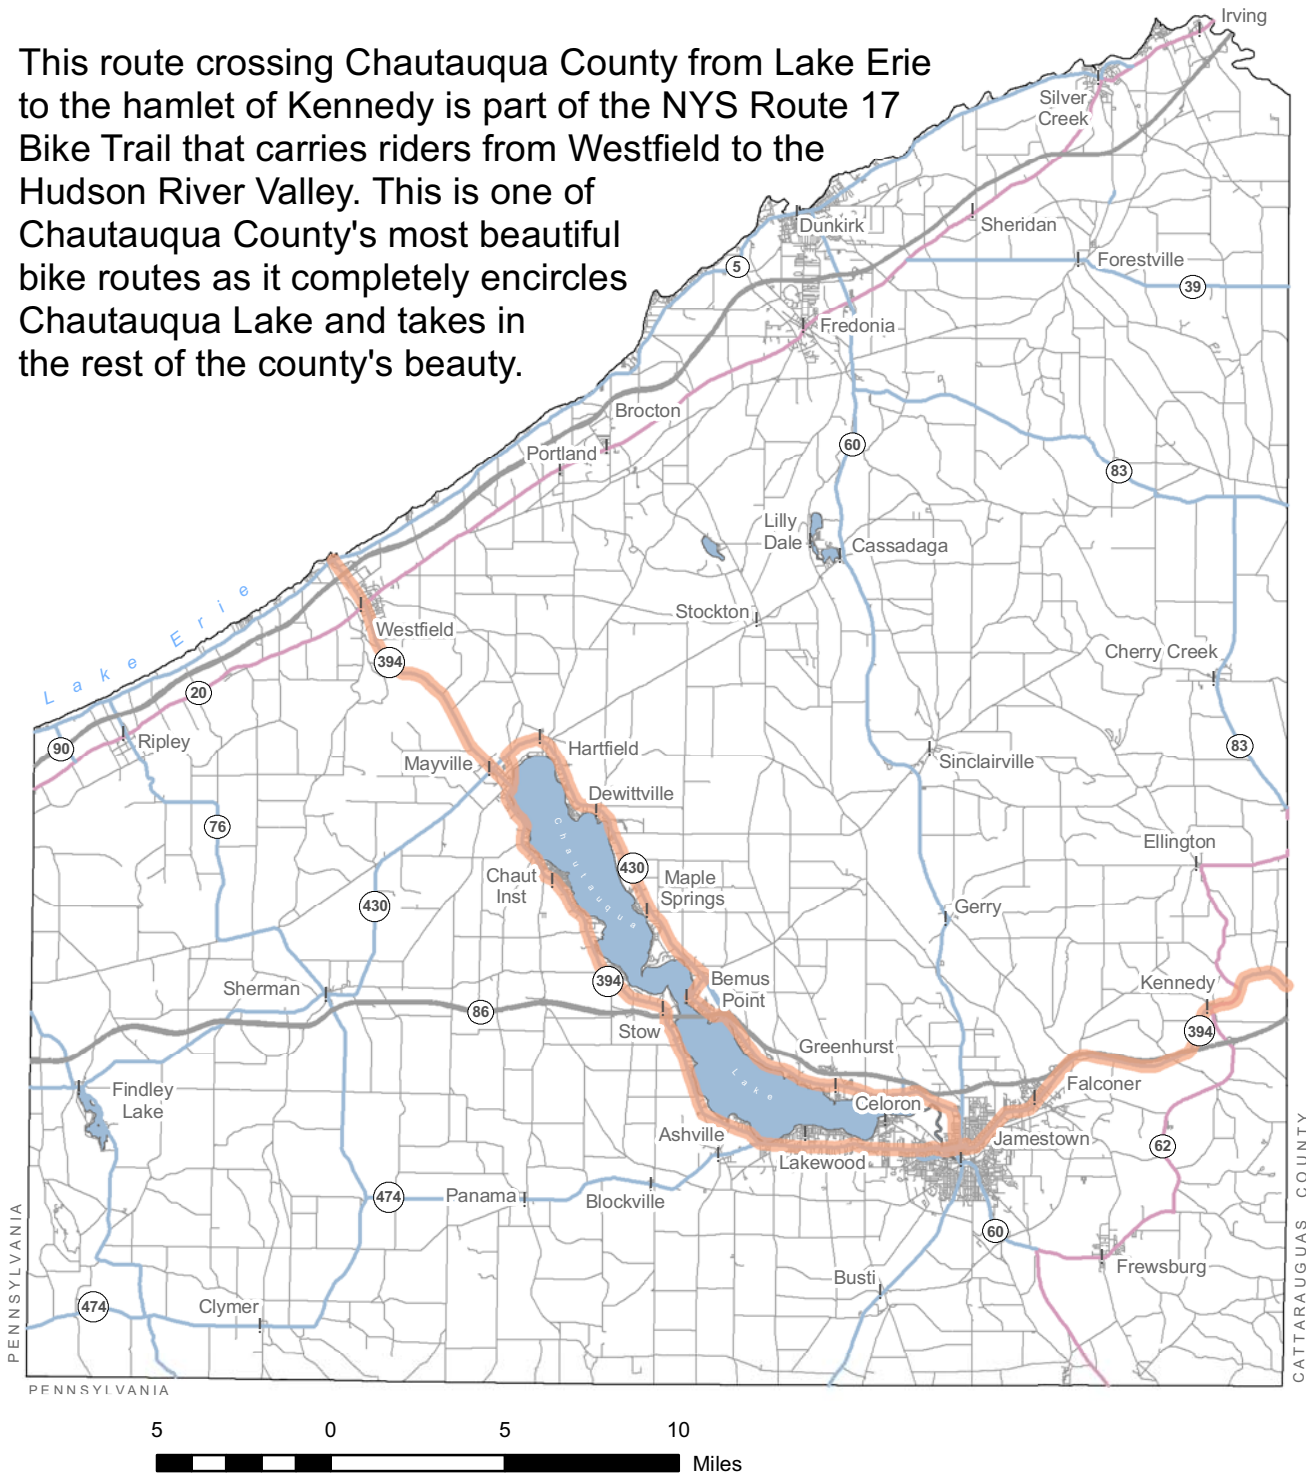 This route crossing Chautauqua County from Lake Erie
to the hamlet of Kennedy is part of the NYS Route 17
Bike Trail that carries riders from Westfield to the
Hudson River Valley. This is one of
Chautauqua County's most beautiful
bike routes as it completely encircles
Chautauqua Lake and takes in
the rest of the county's beauty.
Irving
Silver
Creek
Dunkirk
Sheridan
5
Forestville
39
Fredonia
Brocton
Portland
60
83
Lilly
Dale
Cassadaga
Lake Erie
Stockton
Westfield
394
Cherry Creek
20
90
Ripley
Hartfield
Mayville
Sinclairville
83
Dewittville
76
Chautauqua
Ellington
430
Chaut
Inst
Maple
Springs
430
Gerry
Sherman
394
Bemus
Point
Kennedy
86
Stow
394
Greenhurst
Lake
Findley
Lake
Falconer
Celoron
Ashville
Jamestown
Lakewood
62
474
Panama
Blockville
60
Frewsburg
Busti
474
Clymer
PENNSYLVANIA
CATTARAUGUAS COUNTY
PENNSYLVANIA
5 0 5 10
Miles